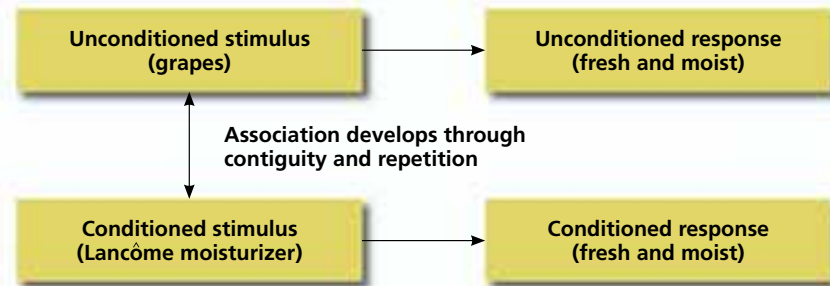 Unconditioned stimulus
(grapes)
Unconditioned response
(fresh and moist)
Association develops through
contiguity and repetition
Conditioned stimulus
(Lancôme moisturizer)
Conditioned response
(fresh and moist)